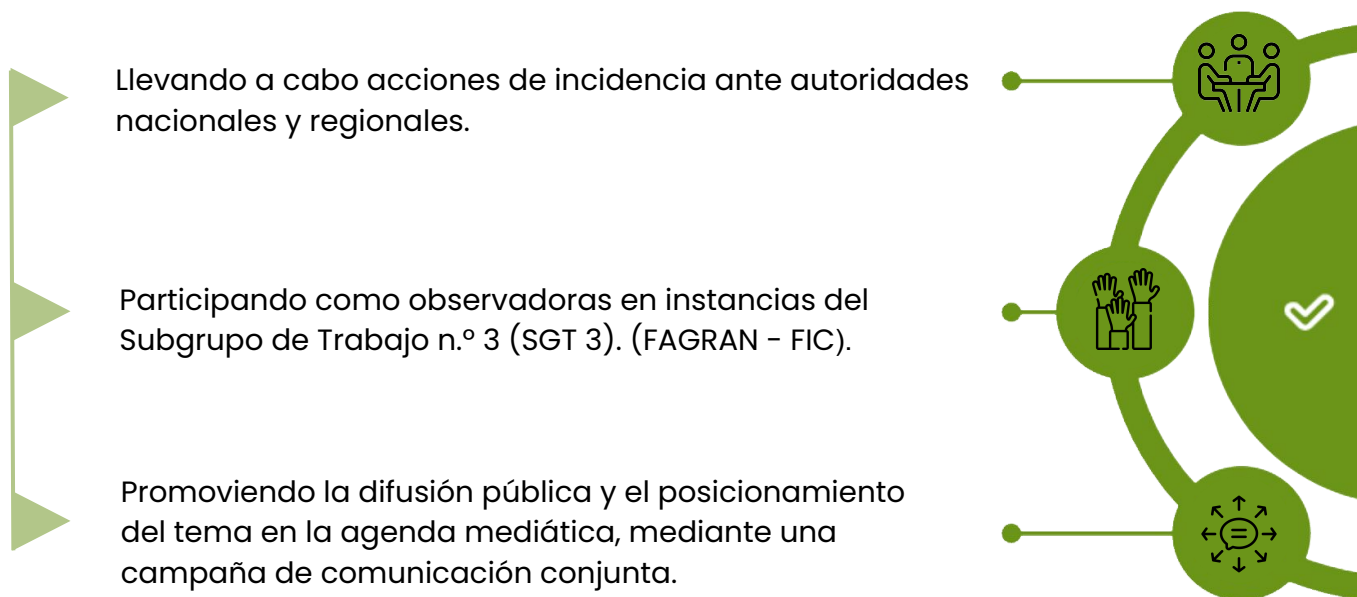 Llevando a cabo acciones de incidencia ante autoridades
nacionales y regionales.
Participando como observadoras en instancias del
Subgrupo de Trabajo n.º 3 (SGT 3). (FAGRAN - FIC).
Promoviendo la difusión pública y el posicionamiento
del tema en la agenda mediática, mediante una
campaña de comunicación conjunta.